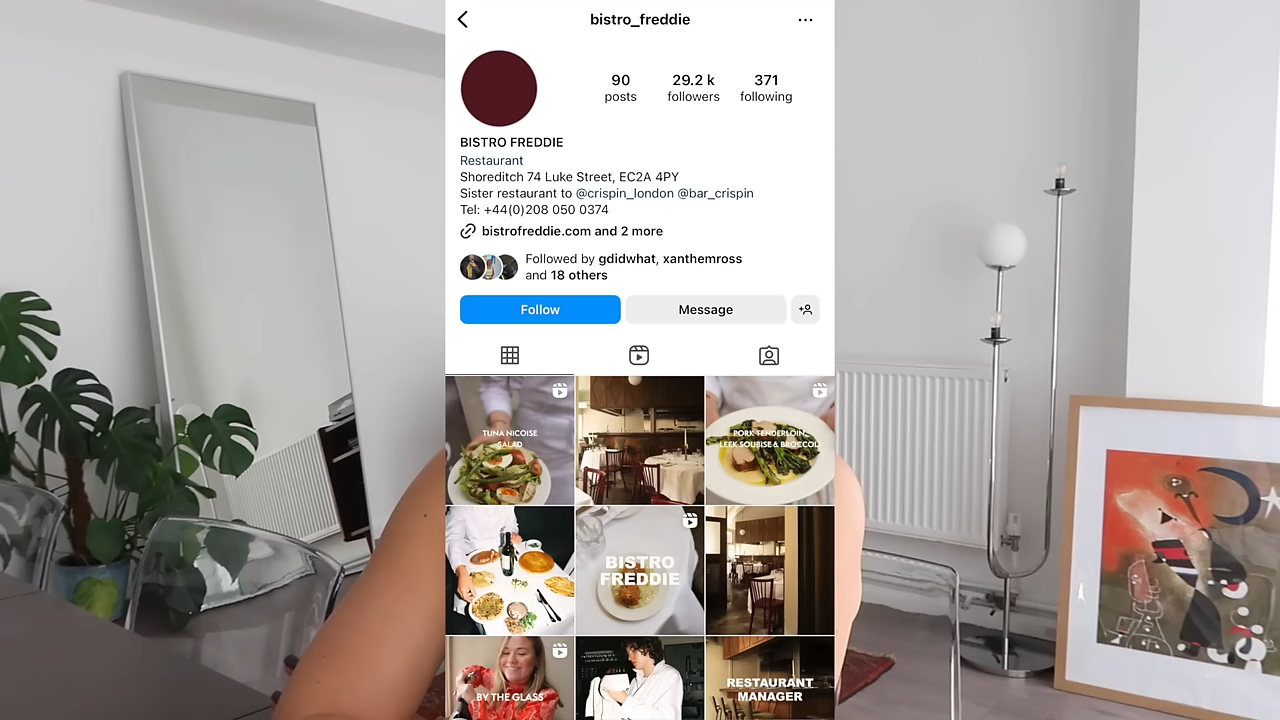 bistro_freddie
90
posts
29.2 k
followers
371
following
BISTRO FREDDIE
Restaurant
Shoreditch 74 Luke Street, EC2A 4PY
Sister restaurant to @crispin_london @bar_crispin
Tel: +44(0)208 050 0374
bistrofreddie.com and 2 more
Followed by gdidwhat, xanthemross
and 18 others
Follow
Message
TUNA NICOISE
SALAD
PORK TENDERLOIN,
LEEK SOUBISE & BROCCOLI
BISTRO
FREDDIE
BY THE GLASS
RESTAURANT
MANAGER